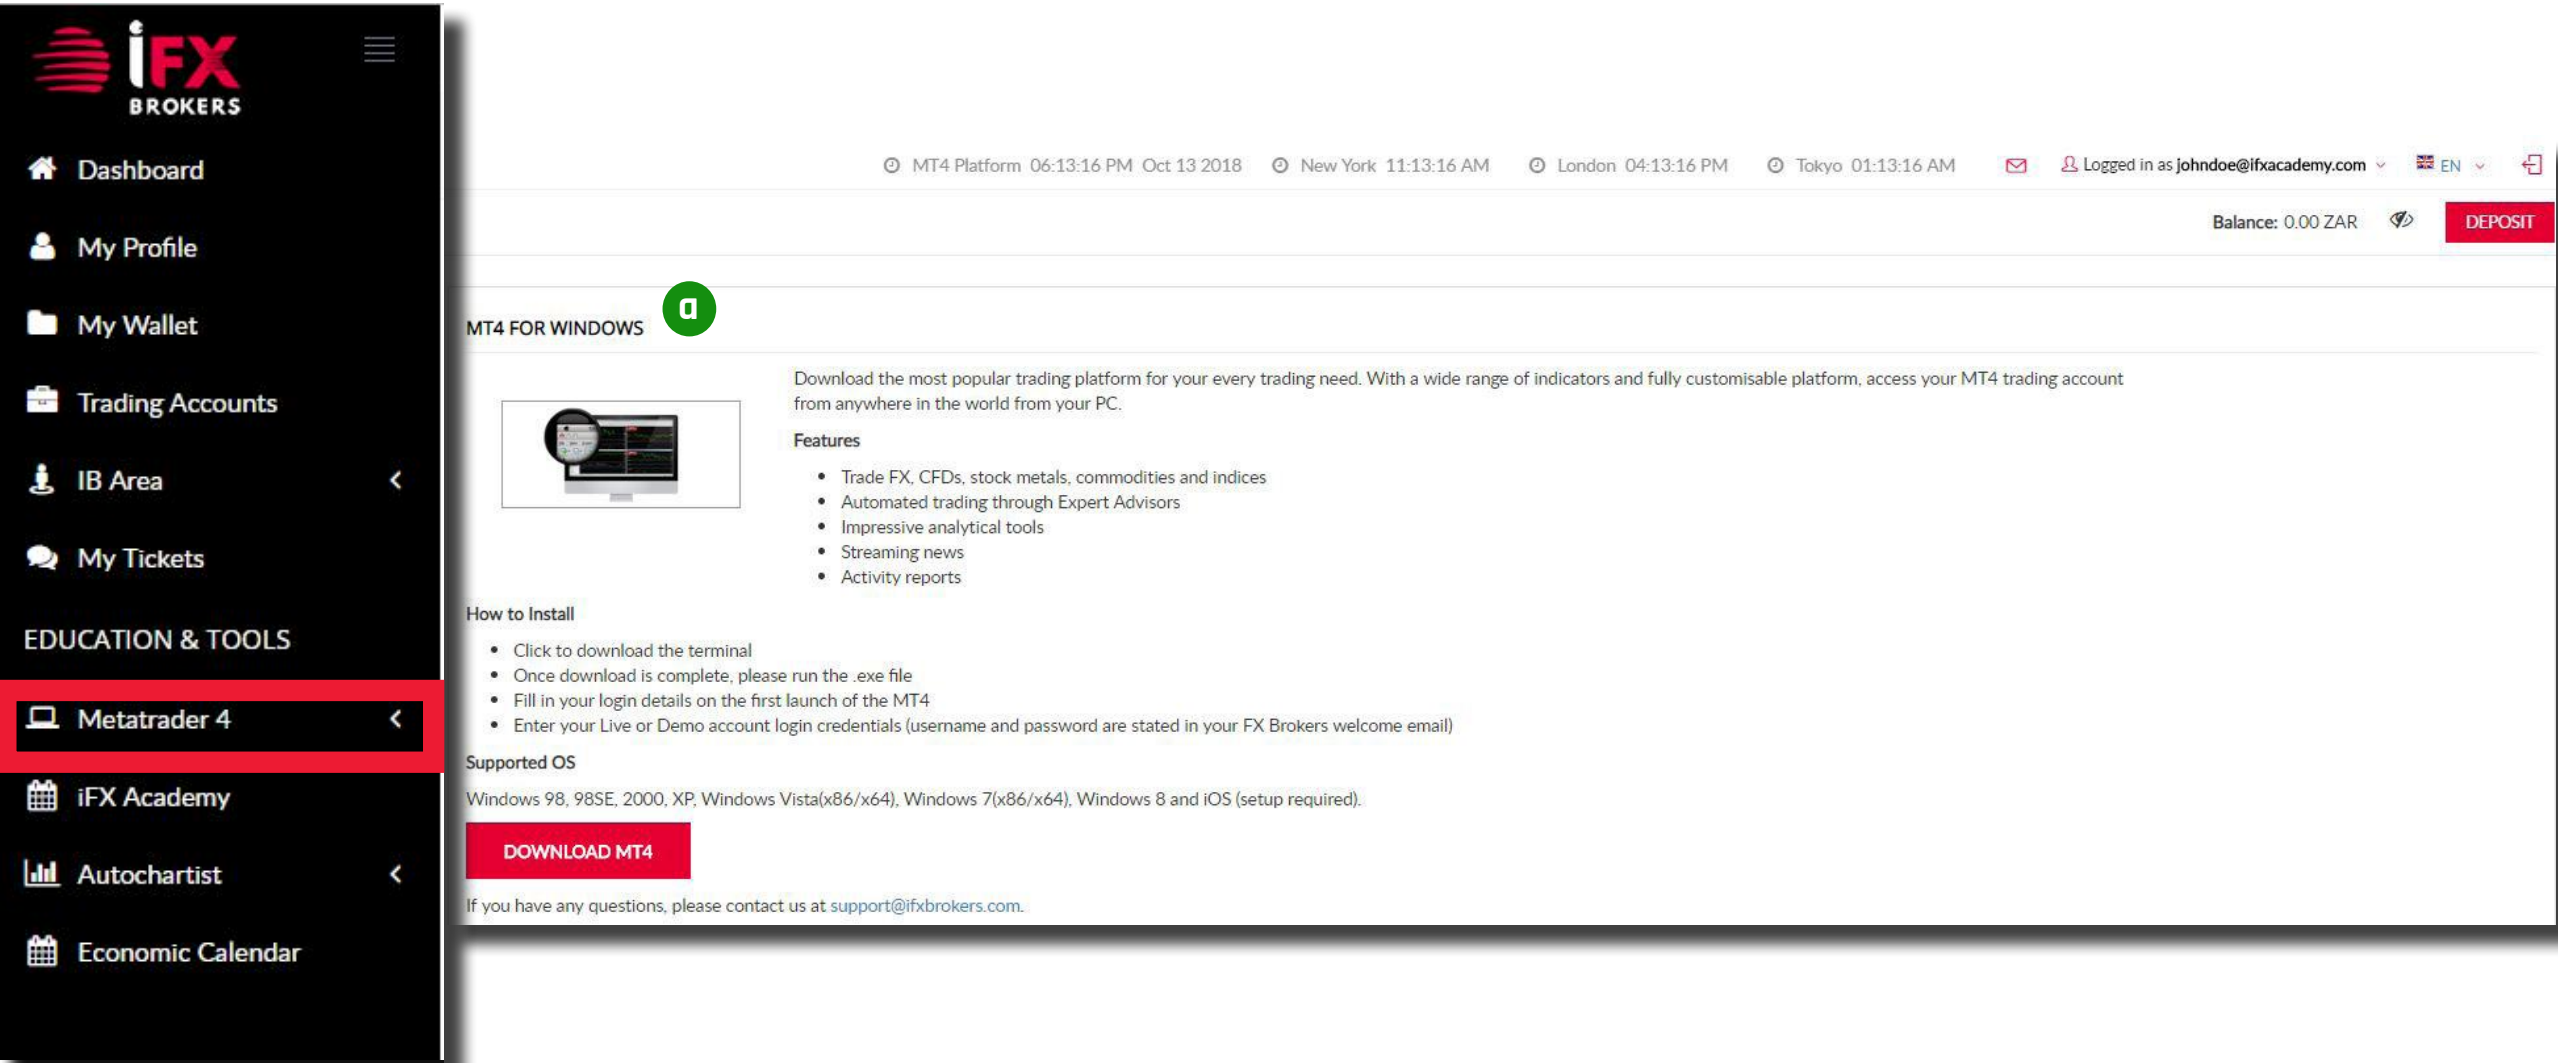 iFX
BROKERS
Dashboard
My Profile
My Wallet
Trading Accounts
IB Area
My Tickets
EDUCATION & TOOLS
Metatrader 4
iFX Academy
Autochartist
Economic Calendar
MT4 Platform 06:13:16 PM Oct 13 2018 New York 11:13:16 AM London 04:13:16 PM Tokyo 01:13:16 AM Logged in as johndoe@ifxacademy.com EN
Balance: 0.00 ZAR DEPOSIT
MT4 FOR WINDOWS a
Download the most popular trading platform for your every trading need. With a wide range of indicators and fully customisable platform, access your MT4 trading account
from anywhere in the world from your PC.
Features
• Trade FX, CFDs, stock metals, commodities and indices
• Automated trading through Expert Advisors
• Impressive analytical tools
• Streaming news
• Activity reports
How to Install
• Click to download the terminal
• Once download is complete, please run the .exe file
• Fill in your login details on the first launch of the MT4
• Enter your Live or Demo account login credentials (username and password are stated in your FX Brokers welcome email)
Supported OS
Windows 98, 98SE, 2000, XP, Windows Vista(x86/x64), Windows 7(x86/x64), Windows 8 and iOS (setup required).
DOWNLOAD MT4
If you have any questions, please contact us at support@ifxbrokers.com.